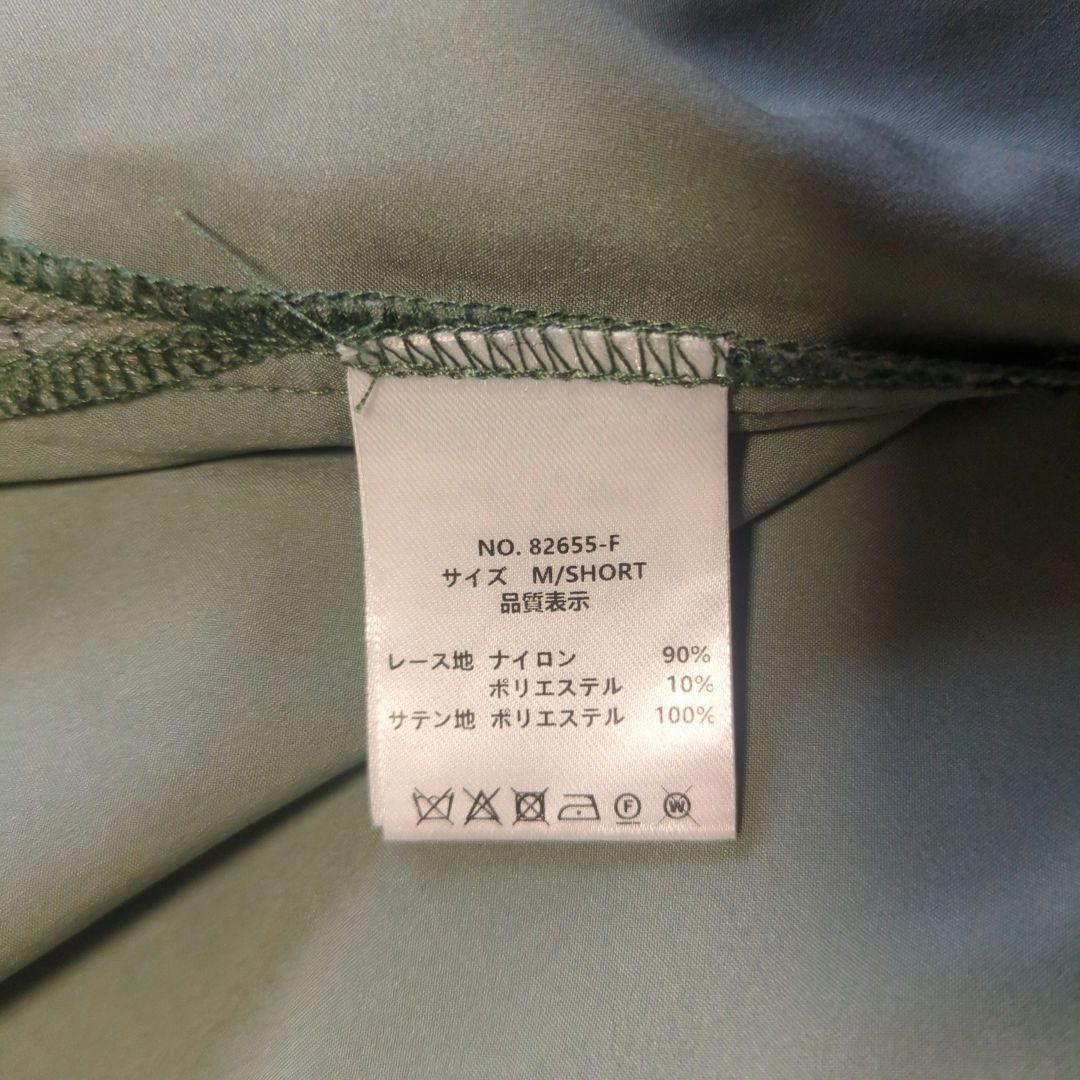 NO. 82655-F
サイズ M/SHORT
品質表示
レース地 ナイロン 90%
ポリエステル 10%
サテン地 ポリエステル 100%
F W